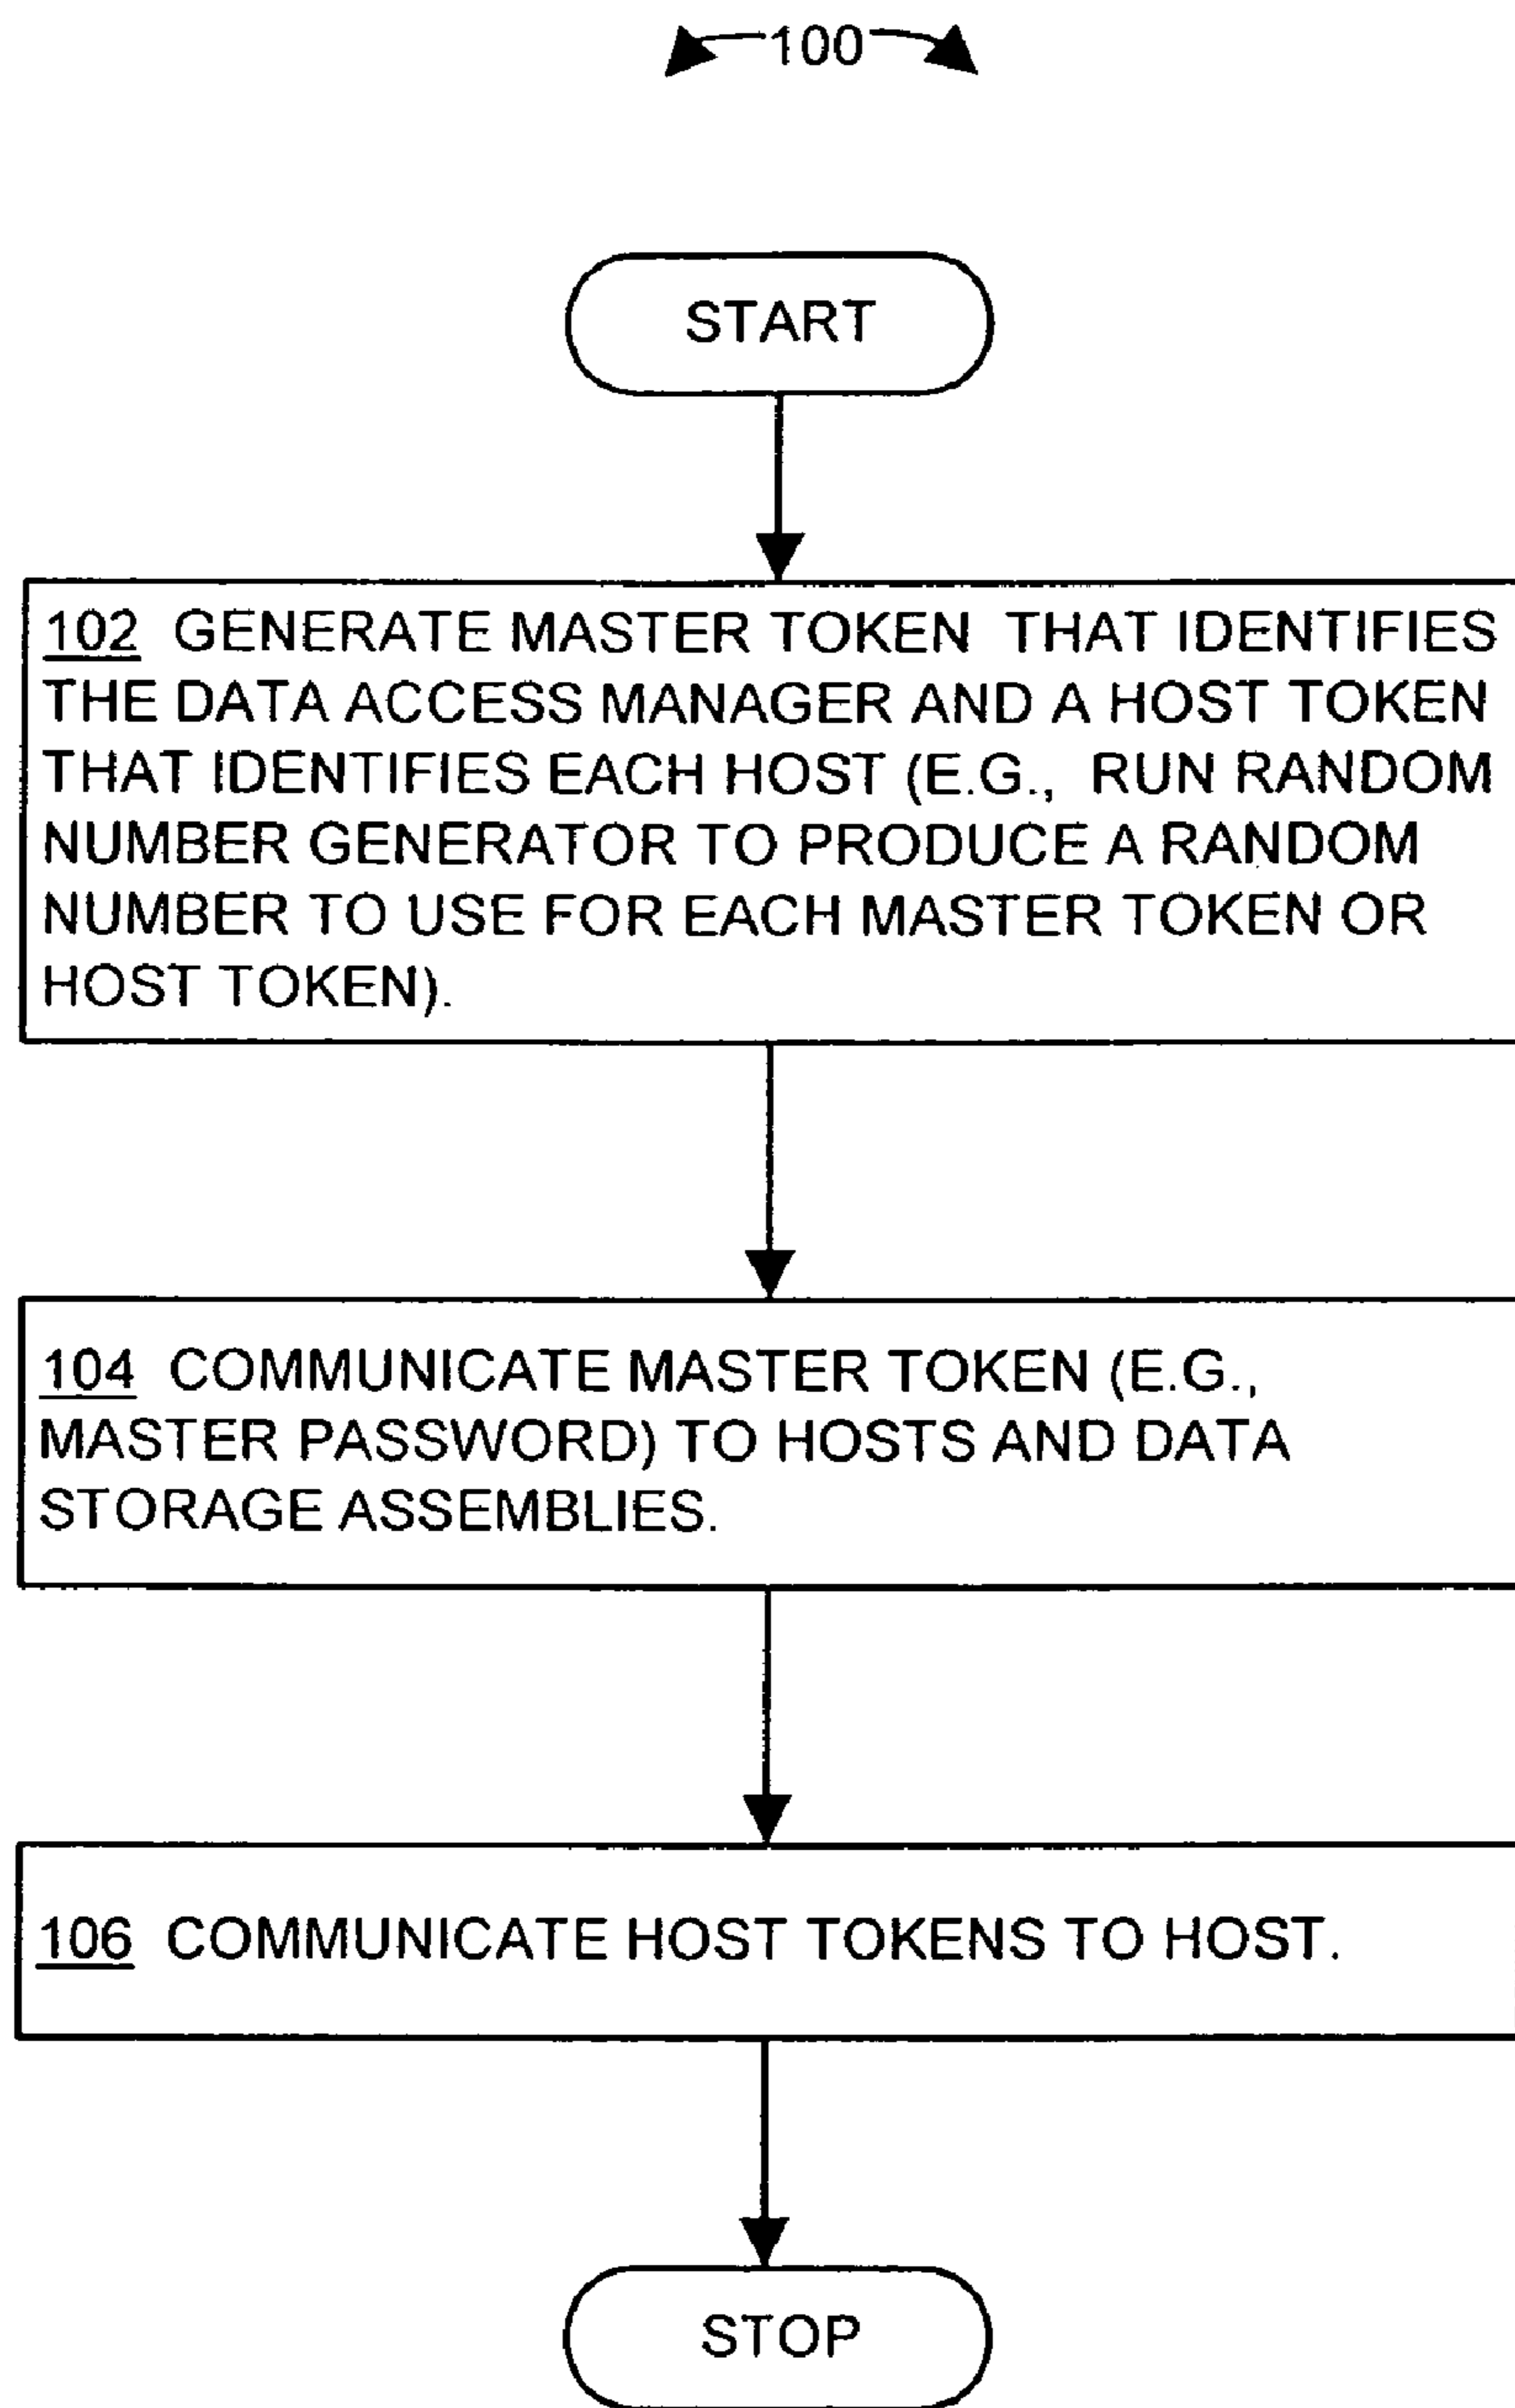 100
START
102 GENERATE MASTER TOKEN THAT IDENTIFIES
THE DATA ACCESS MANAGER AND A HOST TOKEN
THAT IDENTIFIES EACH HOST (E.G., RUN RANDOM
NUMBER GENERATOR TO PRODUCE A RANDOM
NUMBER TO USE FOR EACH MASTER TOKEN OR
HOST TOKEN).
104 COMMUNICATE MASTER TOKEN (E.G.,
MASTER PASSWORD) TO HOSTS AND DATA
STORAGE ASSEMBLIES.
106 COMMUNICATE HOST TOKENS TO HOST.
STOP